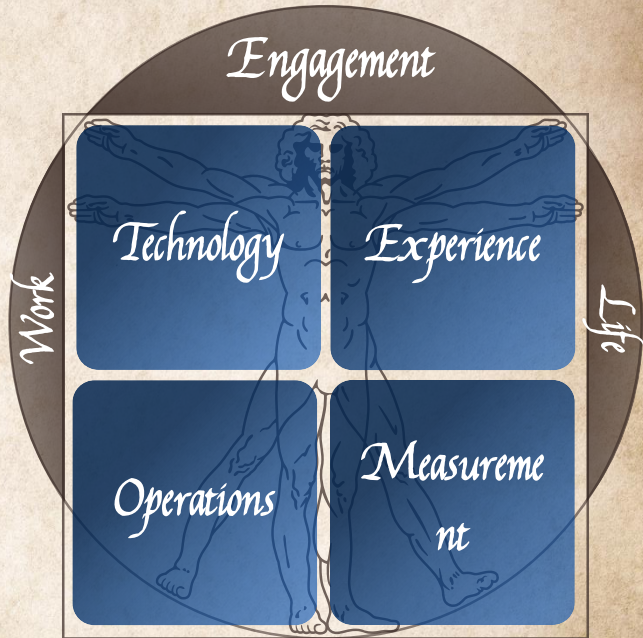 Engagement
Technology
Experience
Work
Life
Operations
Measureme
nt